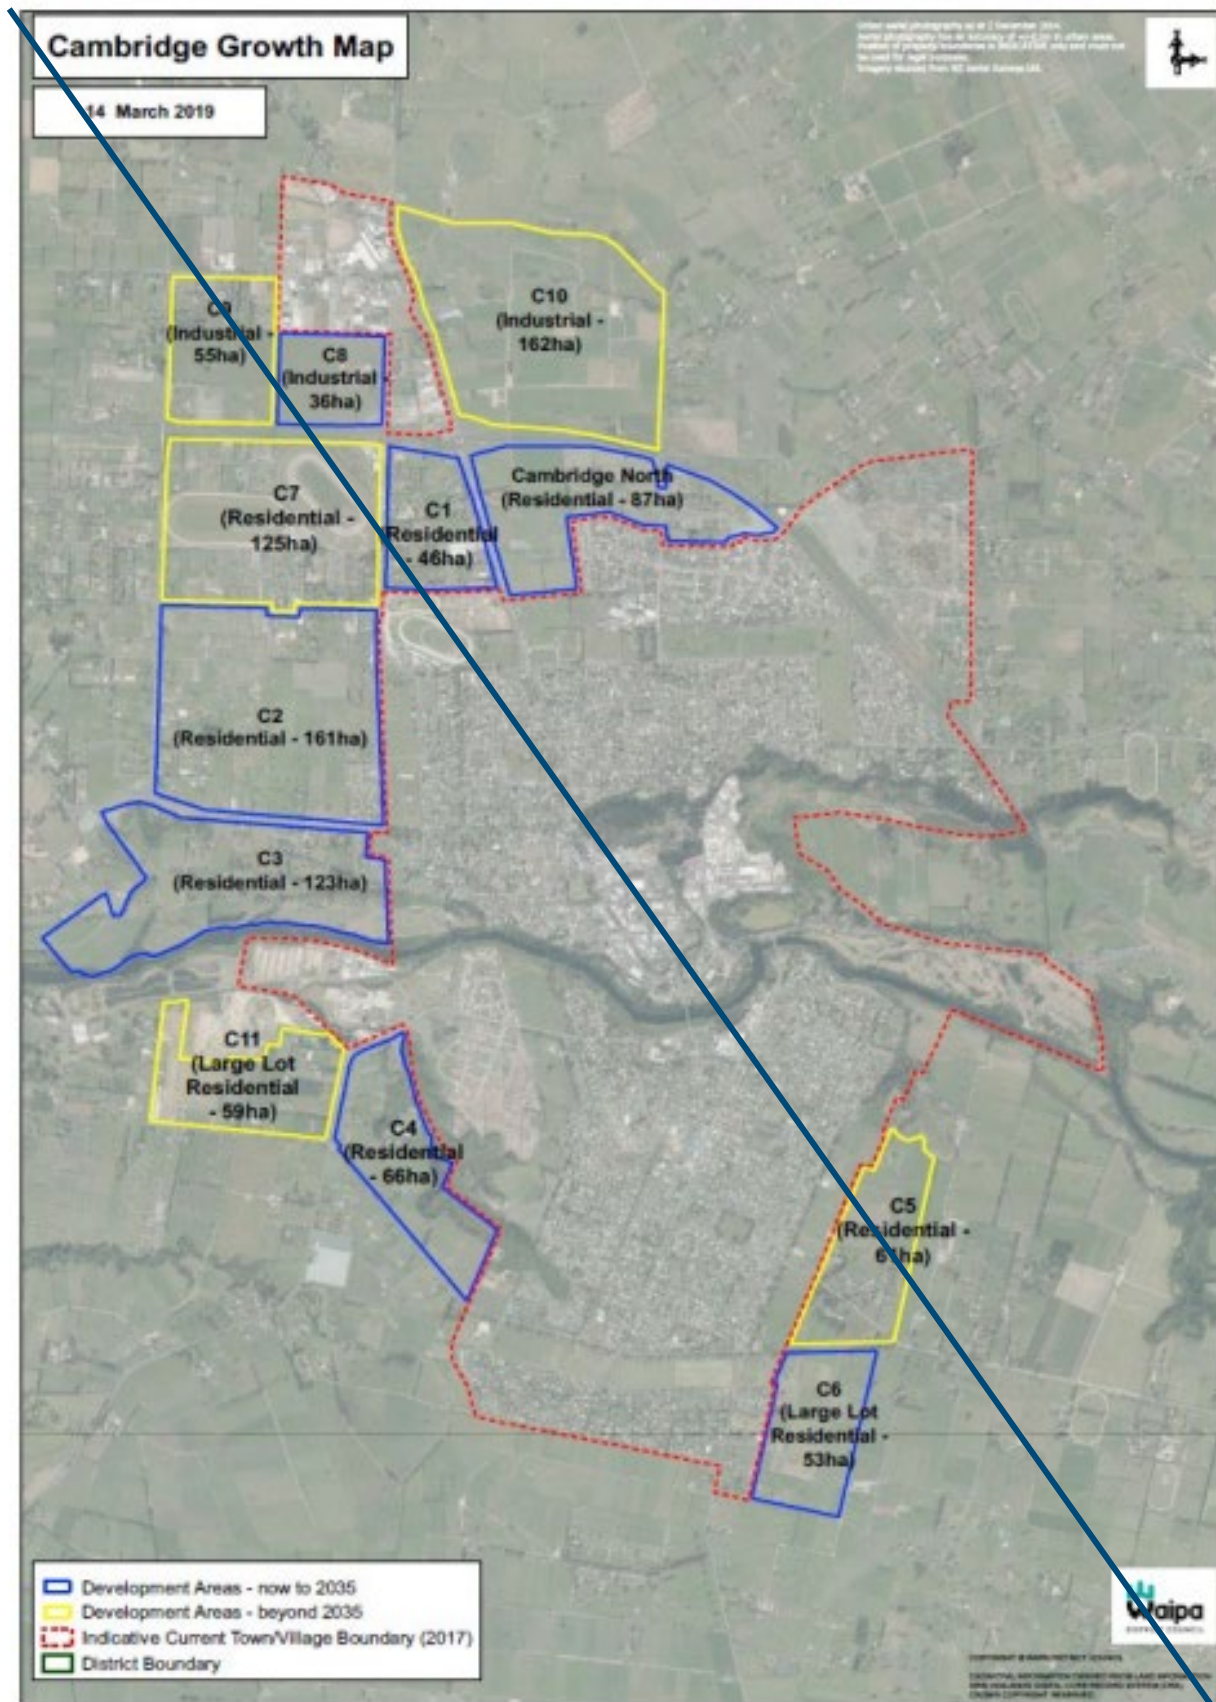 Cambridge Growth Map
14 March 2019
C9
(Industrial -
55ha)
C8
(Industrial -
36ha)
C10
(Industrial -
162ha)
C7
(Residential -
125ha)
C1
(Residential
- 46ha)
Cambridge North
(Residential - 87ha)
C2
(Residential - 161ha)
C3
(Residential - 123ha)
C11
(Large Lot
Residential
- 59ha)
C4
(Residential
- 66ha)
C5
(Residential -
ha)
C6
(Large Lot
Residential -
53ha)
Development Areas - now to 2035
Development Areas - beyond 2035
Indicative Current Town/Village Boundary (2017)
District Boundary
Waipa
DISTRICT COUNCIL